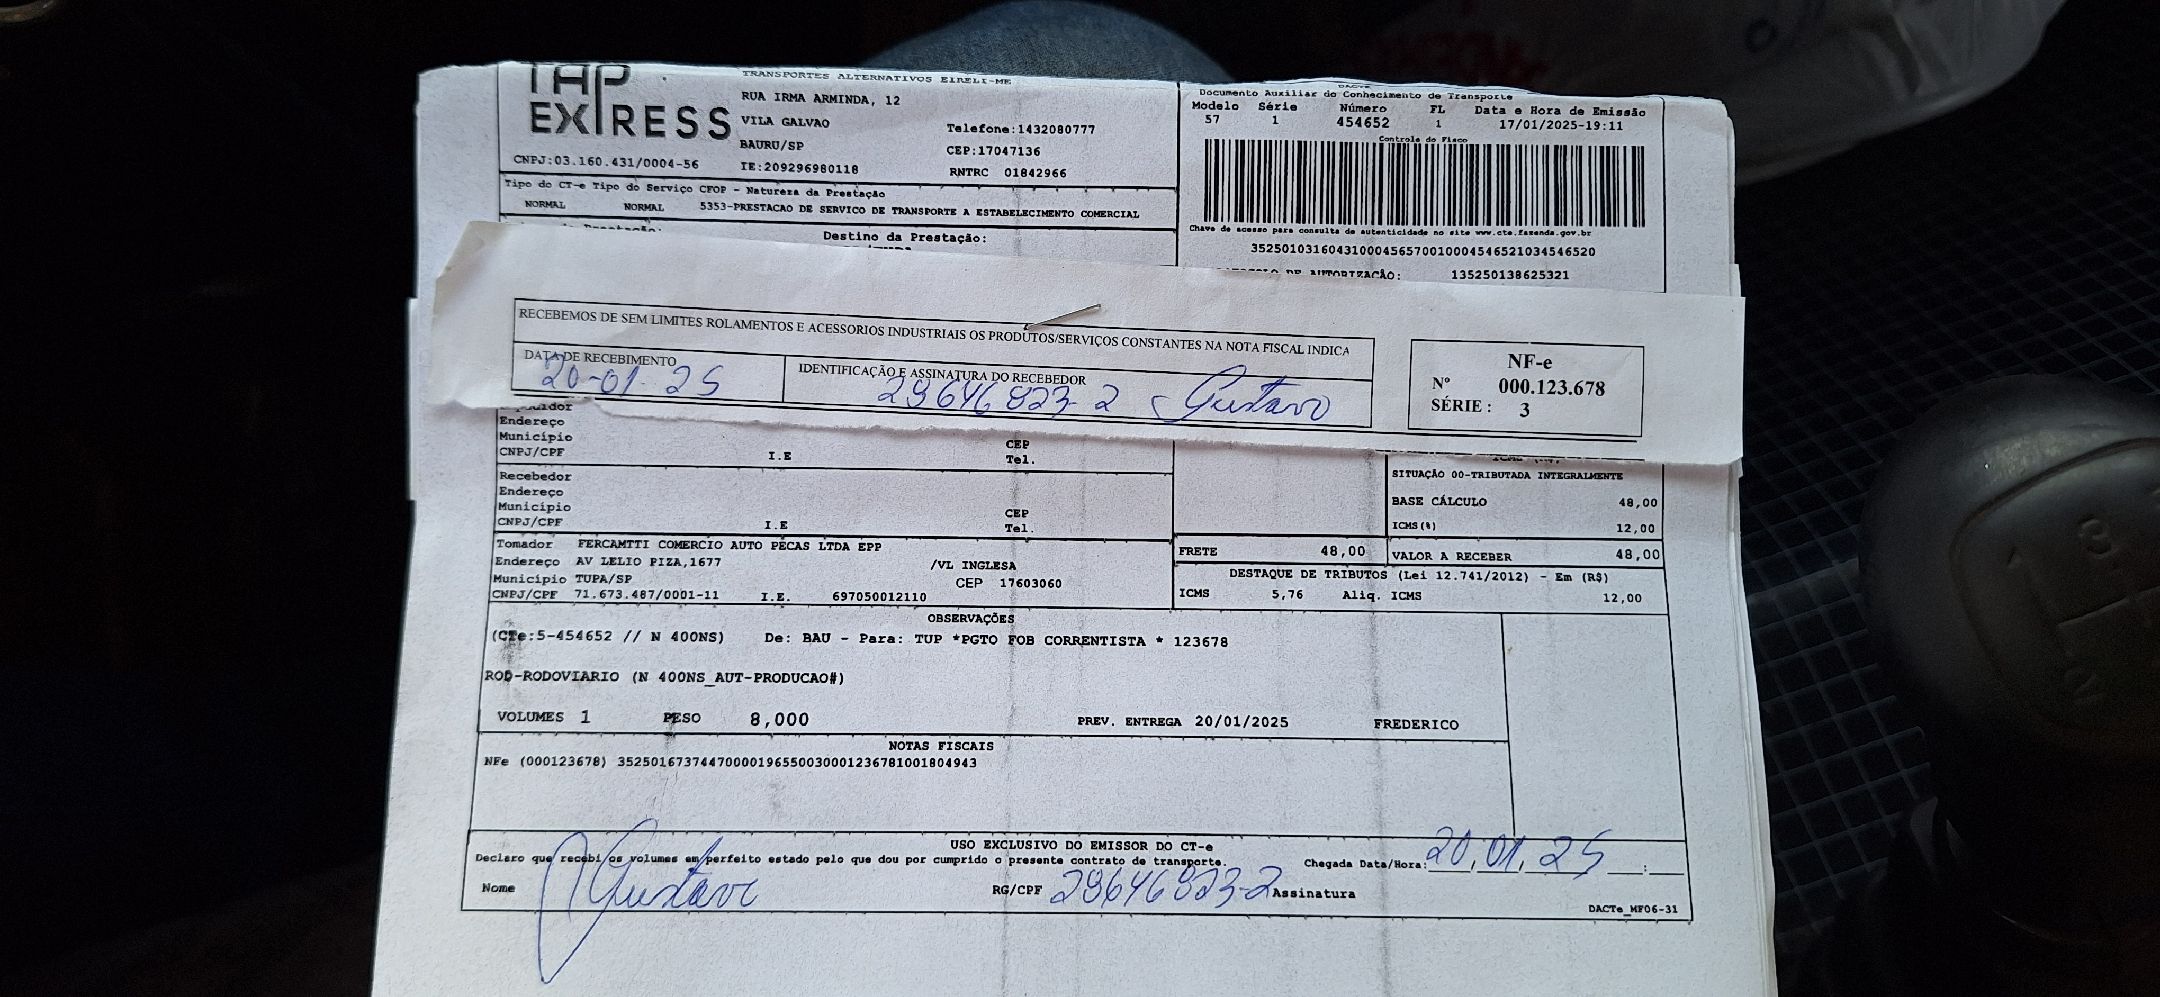 TAP
EXPRESS
TRANSPORTES ALTERNATIVOS EIRELI-ME
RUA IRMA ARMINDA, 12
VILA GALVAO
Telefone:1432080777
BAURU/SP
CEP:17047136
CNPJ:03.160.431/0004-56
IE:209296980118
RNTRC 01842966
DACTE
Documento Auxiliar do Conhecimento de Transporte
Modelo Série Número FL Data e Hora de Emissão
57 1 454652 1 17/01/2025-19:11
Controle do Fisco
Tipo do CT-e Tipo do Serviço CFOP - Natureza da Prestação
NORMAL NORMAL 5353-PRESTACAO DE SERVICO DE TRANSPORTE A ESTABELECIMENTO COMERCIAL
Chave de acesso para consulta de autenticidade no site www.cte.fazenda.gov.br
35250103160431000456570010004546521034546520
Destino da Prestação:
DE AUTORIZAÇÃO: 135250138625321
RECEBEMOS DE SEM LIMITES ROLAMENTOS E ACESSORIOS INDUSTRIAIS OS PRODUTOS/SERVIÇOS CONSTANTES NA NOTA FISCAL INDICA
DATA DE RECEBIMENTO
20-01-25
IDENTIFICAÇÃO E ASSINATURA DO RECEBEDOR
29646823-2 Gustavo
NF-e
Nº 000.123.678
SÉRIE : 3
Endereço
Município CEP
CNPJ/CPF I.E Tel.
Recebedor
Endereço
Município CEP
CNPJ/CPF I.E Tel.
SITUAÇÃO 00-TRIBUTADA INTEGRALMENTE
BASE CÁLCULO 48,00
ICMS(%) 12,00
Tomador FERCAMTTI COMERCIO AUTO PECAS LTDA EPP
Endereço AV LELIO PIZA,1677 /VL INGLESA
Município TUPA/SP CEP 17603060
CNPJ/CPF 71.673.487/0001-11 I.E. 697050012110
FRETE 48,00 VALOR A RECEBER 48,00
DESTAQUE DE TRIBUTOS (Lei 12.741/2012) - Em (R$)
ICMS 5,76 Aliq. ICMS 12,00
OBSERVAÇÕES
(CTe:5-454652 // N 400NS) De: BAU - Para: TUP *PGTO FOB CORRENTISTA * 123678
ROD-RODOVIARIO (N 400NS_AUT-PRODUCAO#)
VOLUMES 1 PESO 8,000 PREV. ENTREGA 20/01/2025 FREDERICO
NOTAS FISCAIS
NFe (000123678) 35250167374470000196550030001236781001804943
USO EXCLUSIVO DO EMISSOR DO CT-e
Declaro que recebi os volumes em perfeito estado pelo que dou por cumprido o presente contrato de transporte.
Chegada Data/Hora: 20,01,25 :
Nome Gustavo RG/CPF 29646823-2 Assinatura
DACTe_MF06-31